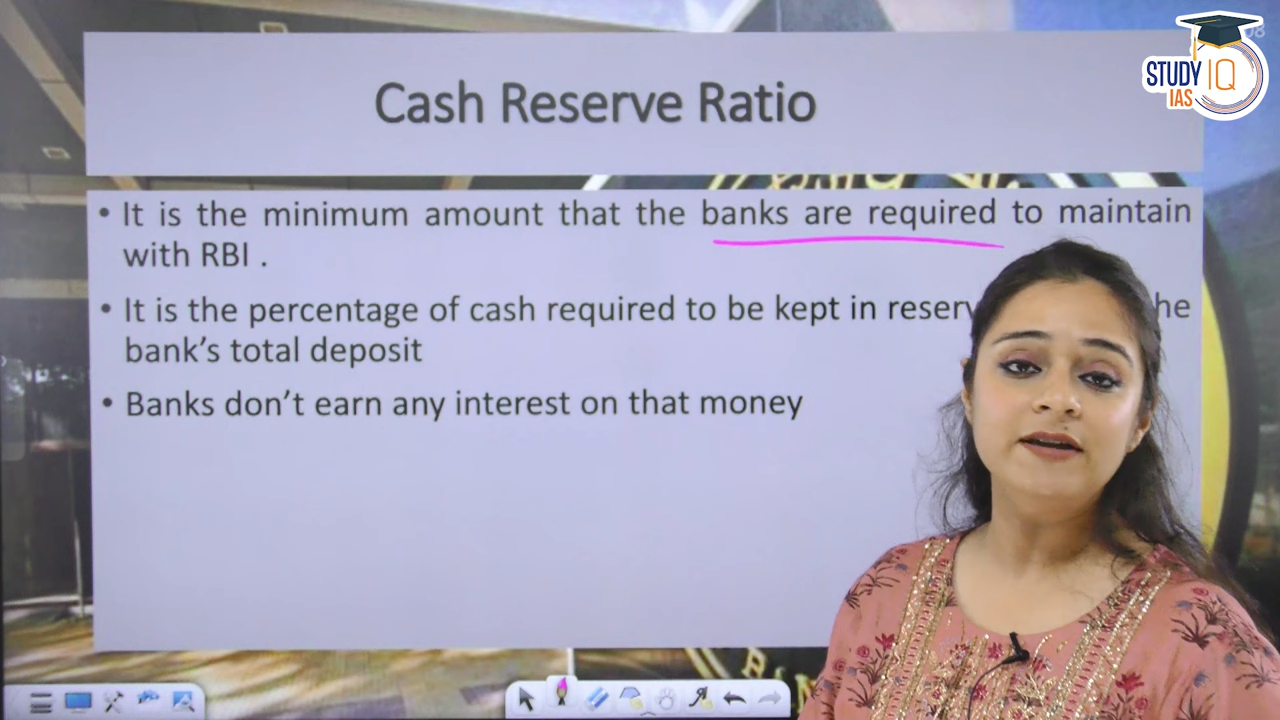 STUDY IQ
IAS
Cash Reserve Ratio
• It is the minimum amount that the banks are required to maintain
with RBI .
• It is the percentage of cash required to be kept in the
bank's total deposit
• Banks don't earn any interest on that money